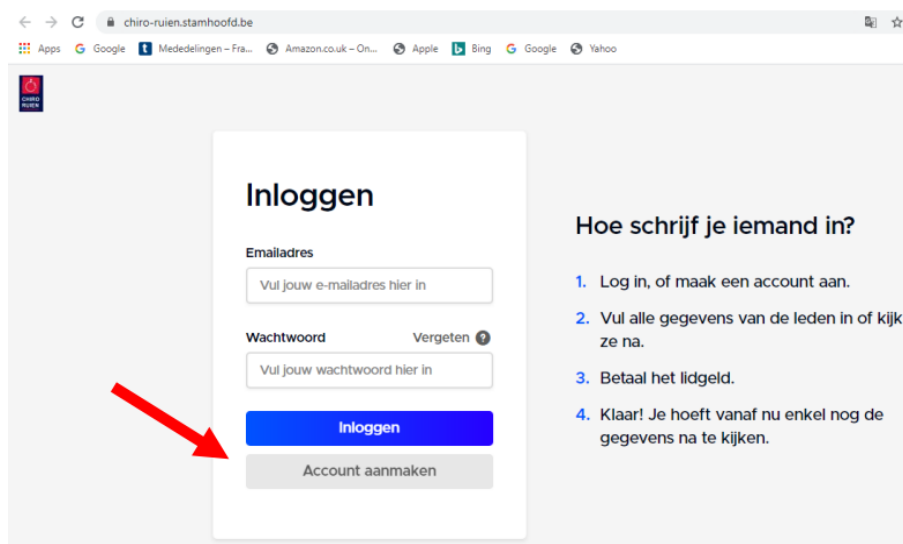 chiro-ruien.stamhoofd.be
Apps Google Mededelingen – Fra... Amazon.co.uk – On... Apple Bing Google Yahoo
CHIRO
RUIEN
Inloggen
Emailadres
Vul jouw e-mailadres hier in
Wachtwoord Vergeten ?
Vul jouw wachtwoord hier in
Inloggen
Account aanmaken
Hoe schrijf je iemand in?
1. Log in, of maak een account aan.
2. Vul alle gegevens van de leden in of kijk
ze na.
3. Betaal het lidgeld.
4. Klaar! Je hoeft vanaf nu enkel nog de
gegevens na te kijken.